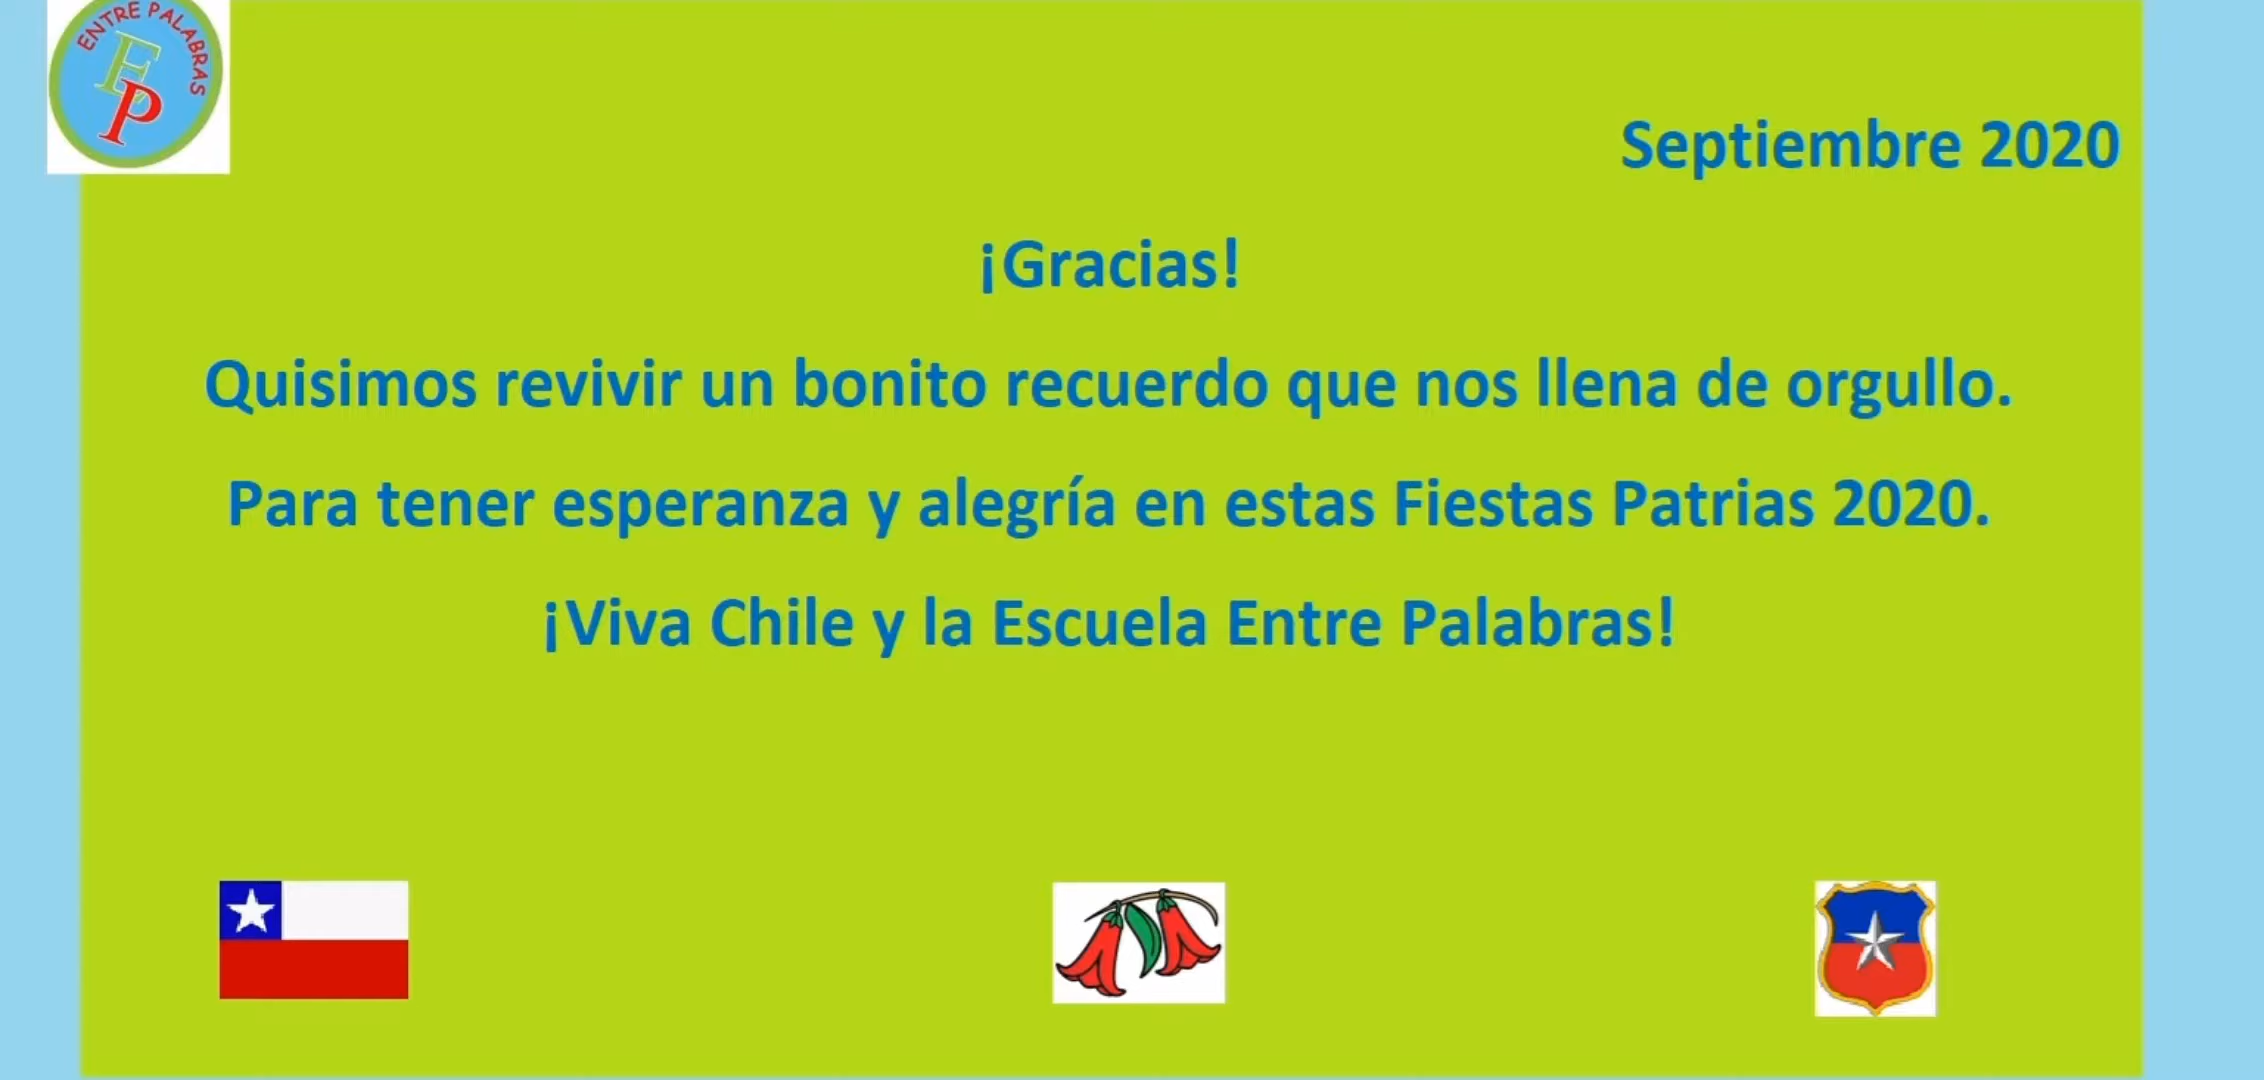 ENTRE PALABRAS
EP
Septiembre 2020
¡Gracias!
Quisimos revivir un bonito recuerdo que nos llena de orgullo.
Para tener esperanza y alegría en estas Fiestas Patrias 2020.
¡Viva Chile y la Escuela Entre Palabras!